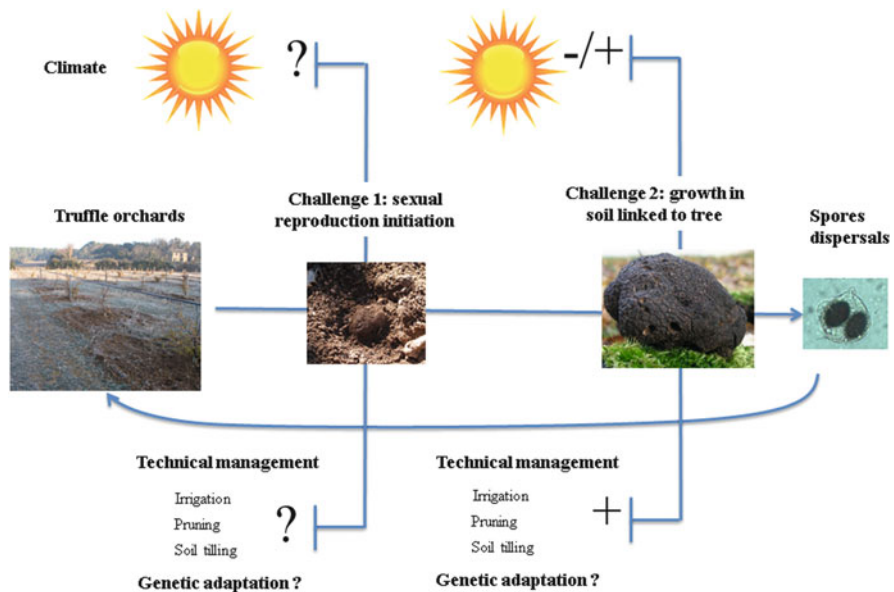 Climate
?
-/+
Truffle orchards
Challenge 1: sexual
reproduction initiation
Challenge 2: growth in
soil linked to tree
Spores
dispersals
Technical management
Irrigation
Pruning
Soil tilling
?
Genetic adaptation ?
Technical management
Irrigation
Pruning
Soil tilling
+
Genetic adaptation ?